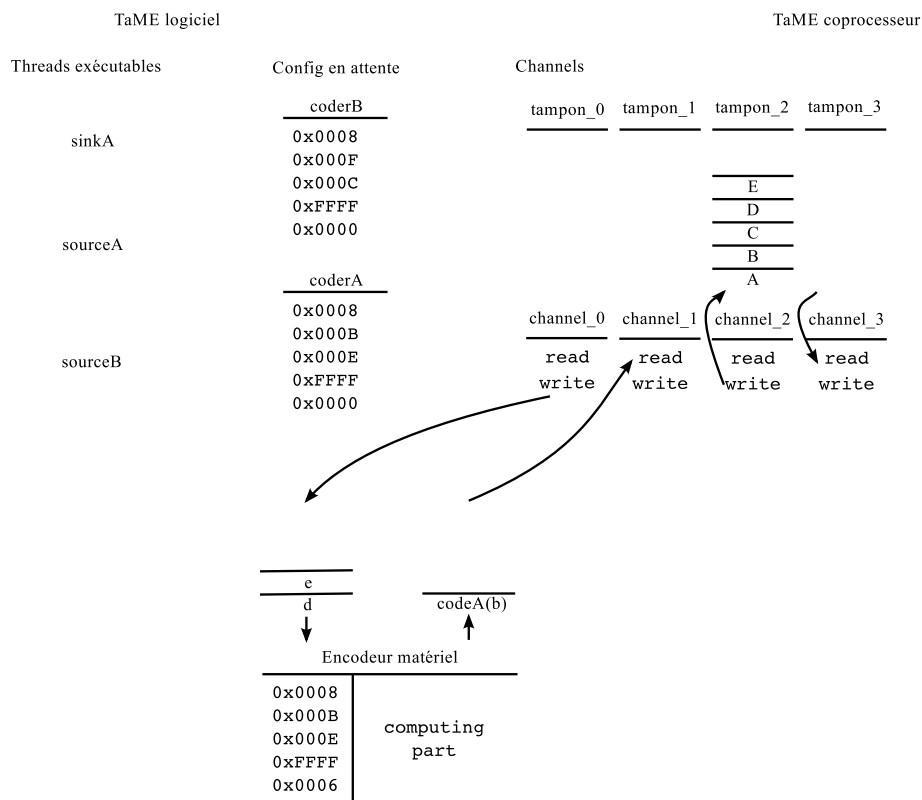 TaME logiciel
TaME coprocesseur
Threads exécutables
Config en attente
Channels
sinkA
sourceA
sourceB
coderB
0x0008
0x000F
0x000C
0xFFFF
0x0000
coderA
0x0008
0x000B
0x000E
0xFFFF
0x0000
tampon_0 tampon_1 tampon_2 tampon_3
E
D
C
B
A
channel_0 channel_1 channel_2 channel_3
read read read read
write write write write
e
d
codeA(b)
Encodeur matériel
0x0008
0x000B
0x000E
0xFFFF
0x0006
computing
part